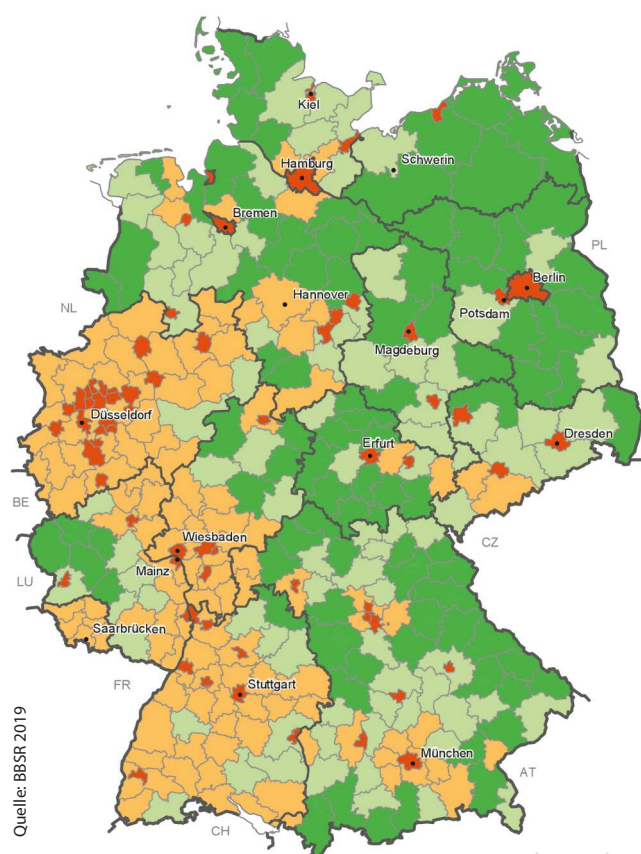 Kiel
Hamburg
Schwerin
Bremen
PL
Berlin
Hannover
Potsdam
NL
Magdeburg
Düsseldorf
Erfurt
Dresden
BE
Wiesbaden
CZ
Mainz
LU
Saarbrücken
FR
Stuttgart
München
AT
CH
Quelle: BBSR 2019